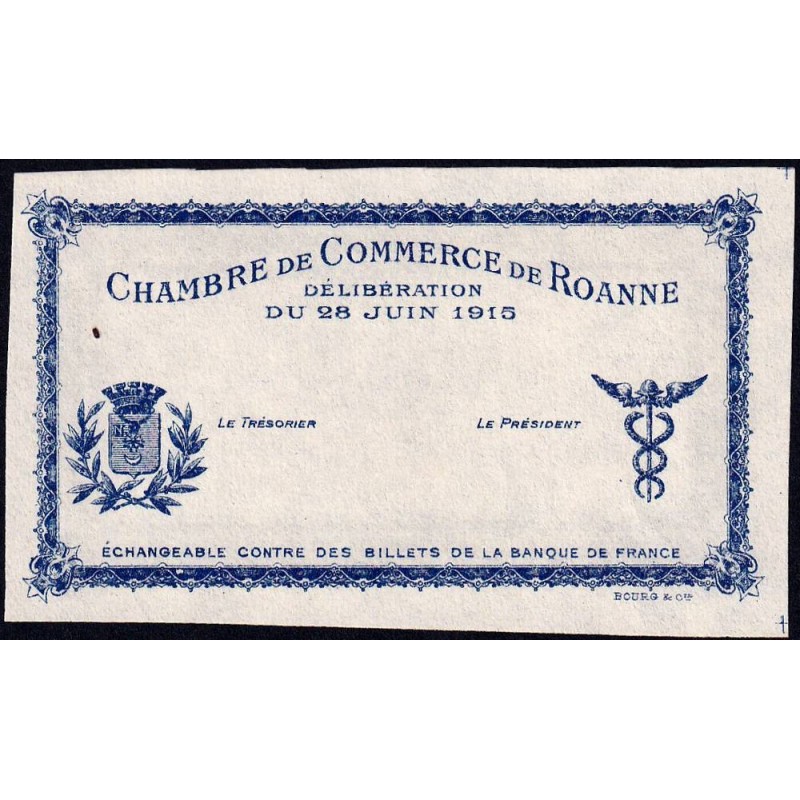 CHAMBRE DE COMMERCE DE ROANNE
DÉLIBÉRATION
DU 28 JUIN 1915
LE TRÉSORIER
LE PRÉSIDENT
ÉCHANGEABLE CONTRE DES BILLETS DE LA BANQUE DE FRANCE
BOURG & Cie